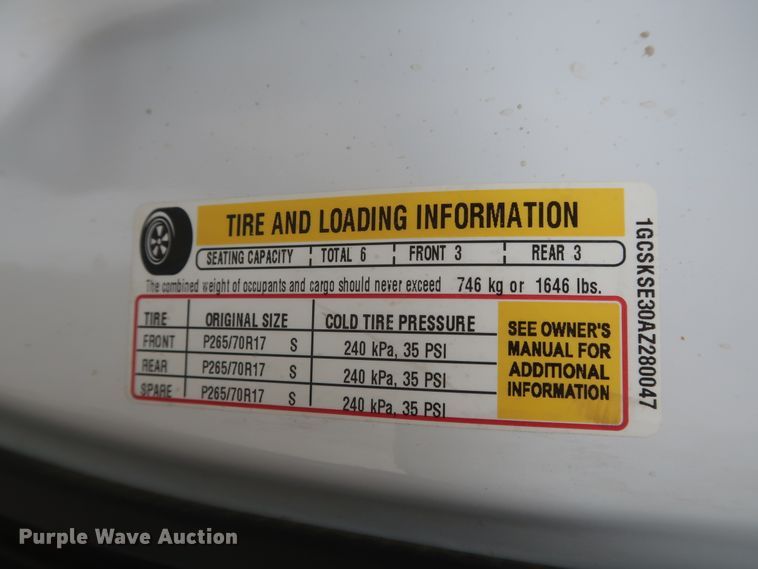 TIRE AND LOADING INFORMATION
SEATING CAPACITY TOTAL 6 FRONT 3 REAR 3
The combined weight of occupants and cargo should never exceed 746 kg or 1646 lbs.
TIRE ORIGINAL SIZE COLD TIRE PRESSURE
FRONT P265/70R17 S 240 kPa, 35 PSI
REAR P265/70R17 S 240 kPa, 35 PSI
SPARE P265/70R17 S 240 kPa, 35 PSI
SEE OWNER'S
MANUAL FOR
ADDITIONAL
INFORMATION
1GCSKSE30AZ280047
Purple Wave Auction